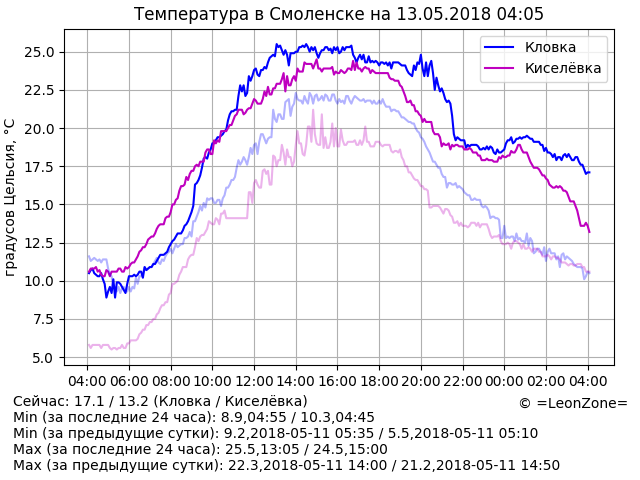 Температура в Смоленске на 13.05.2018 04:05
градусов Цельсия, °C
25.0
22.5
20.0
17.5
15.0
12.5
10.0
7.5
5.0
Кловка
Киселёвка
04:00 06:00 08:00 10:00 12:00 14:00 16:00 18:00 20:00 22:00 00:00 02:00 04:00
Сейчас: 17.1 / 13.2 (Кловка / Киселёвка)
© =LeonZone=
Min (за последние 24 часа): 8.9,04:55 / 10.3,04:45
Min (за предыдущие сутки): 9.2,2018-05-11 05:35 / 5.5,2018-05-11 05:10
Max (за последние 24 часа): 25.5,13:05 / 24.5,15:00
Max (за предыдущие сутки): 22.3,2018-05-11 14:00 / 21.2,2018-05-11 14:50